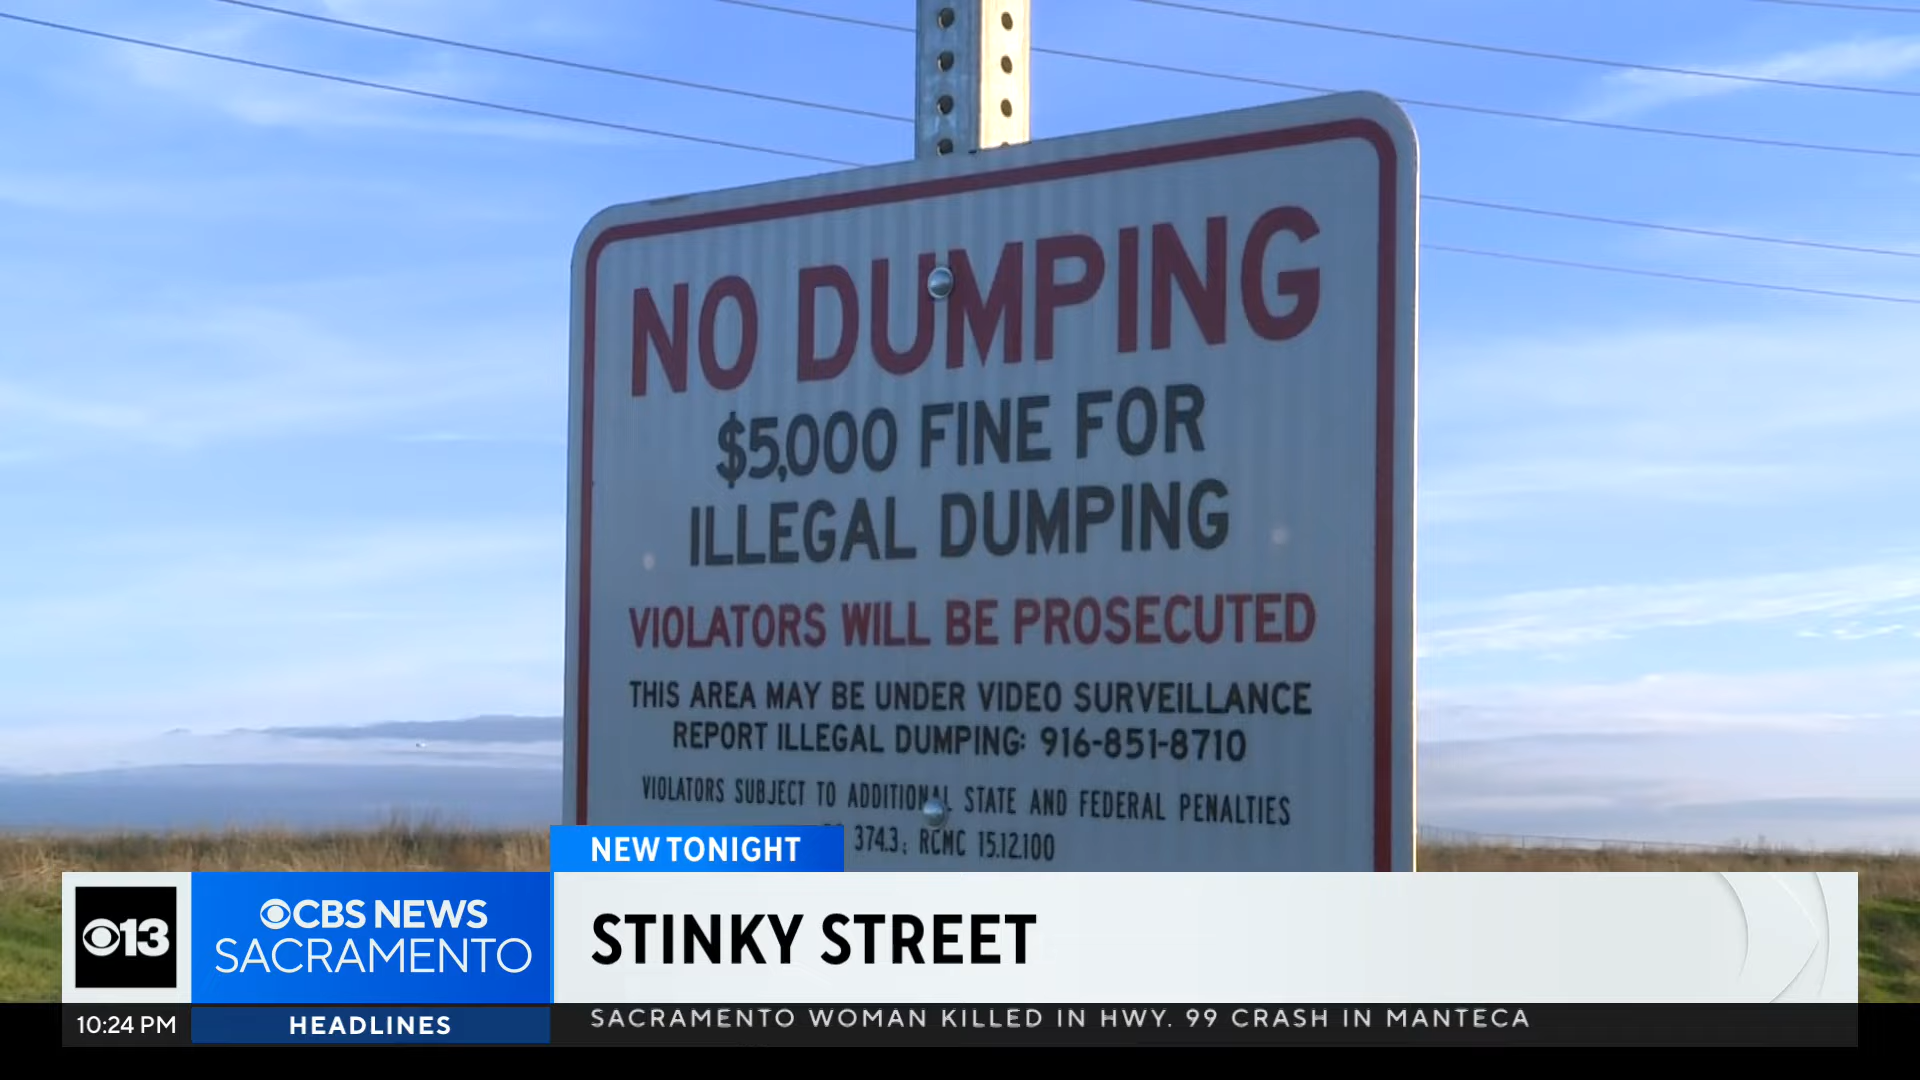 NO DUMPING
$5,000 FINE FOR
ILLEGAL DUMPING
VIOLATORS WILL BE PROSECUTED
THIS AREA MAY BE UNDER VIDEO SURVEILLANCE
REPORT ILLEGAL DUMPING: 916-851-8710
VIOLATORS SUBJECT TO ADDITIONAL STATE AND FEDERAL PENALTIES
374.3; RCMC 15.12.100
NEW TONIGHT
13
CBS NEWS
SACRAMENTO
STINKY STREET
10:24 PM
HEADLINES
SACRAMENTO WOMAN KILLED IN HWY. 99 CRASH IN MANTECA